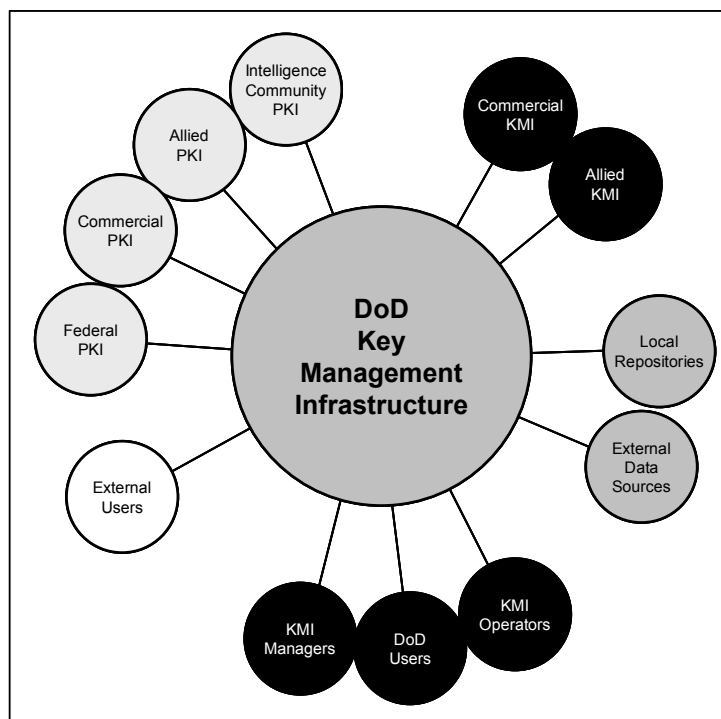 Intelligence
Community
PKI
Allied
PKI
Commercial
PKI
Federal
PKI
External
Users
Commercial
KMI
Allied
KMI
DoD
Key
Management
Infrastructure
Local
Repositories
External
Data
Sources
KMI
Managers
DoD
Users
KMI
Operators